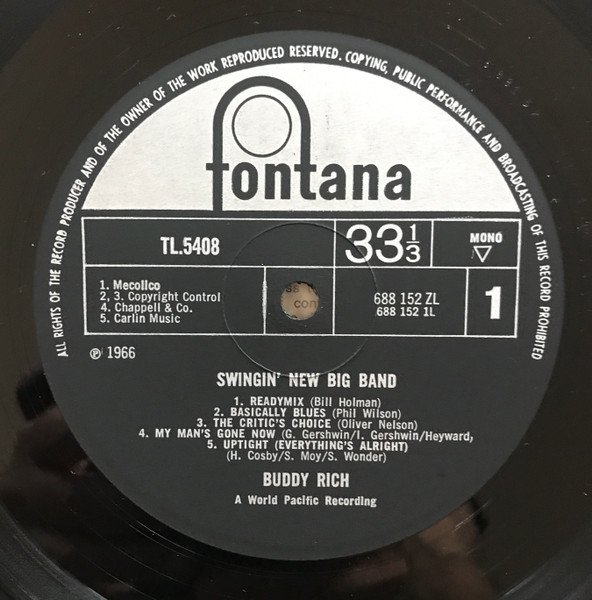 ALL RIGHTS OF THE RECORD PRODUCER AND OF THE OWNER OF THE WORK REPRODUCED RESERVED. COPYING, PUBLIC PERFORMANCE AND BROADCASTING OF THIS RECORD PROHIBITED
fontana
TL.5408
33⅓
MONO
1. Mecolico
2, 3. Copyright Control
4. Chappell & Co.
5. Carlin Music
688 152 ZL
688 152 1L
1
℗ 1966
SWINGIN' NEW BIG BAND
1. READYMIX (Bill Holman)
2. BASICALLY BLUES (Phil Wilson)
3. THE CRITIC'S CHOICE (Oliver Nelson)
4. MY MAN'S GONE NOW (G. Gershwin/I. Gershwin/Heyward,
5. UPTIGHT (EVERYTHING'S ALRIGHT)
(H. Cosby/S. Moy/S. Wonder)
BUDDY RICH
A World Pacific Recording